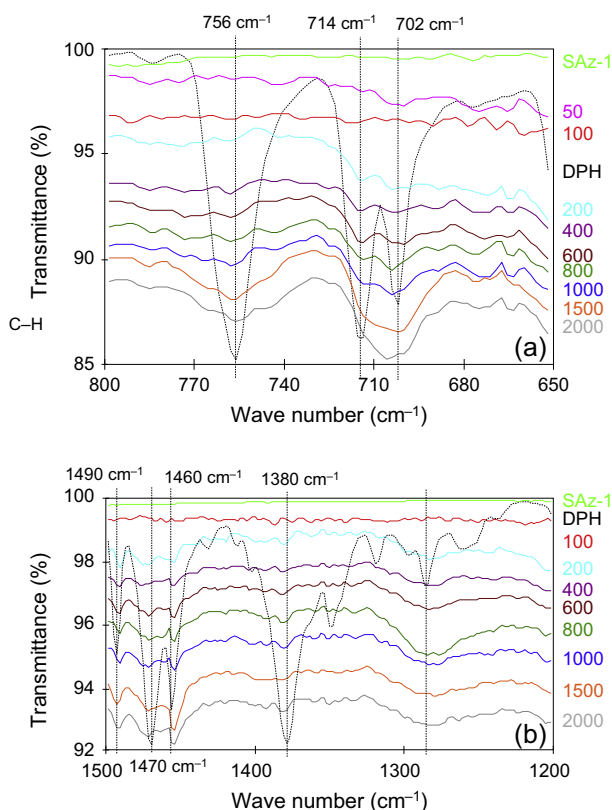 756 cm⁻¹ 714 cm⁻¹ 702 cm⁻¹
100
SAz-1
50
95
100
DPH
200
400
90
600
800
1000
1500
C–H
2000
85
(a)
800 770 740 710 680 650
Wave number (cm⁻¹)
Transmittance (%)
1490 cm⁻¹ 1460 cm⁻¹ 1380 cm⁻¹
100
SAz-1
DPH
100
98
200
400
96
600
800
94
1000
1500
2000
92
(b)
1500 1400 1300 1200
1470 cm⁻¹
Wave number (cm⁻¹)
Transmittance (%)